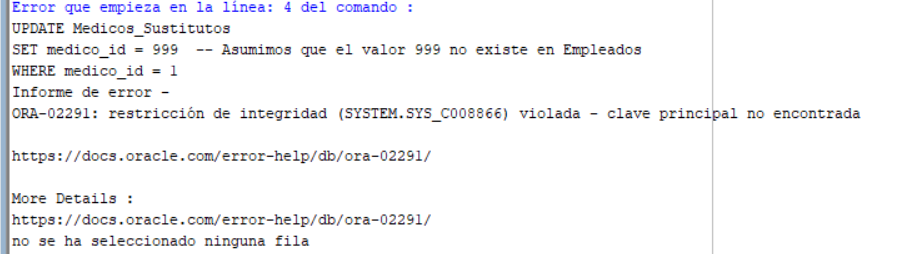 Error que empieza en la línea: 4 del comando :
UPDATE Medicos_Sustitutos
SET medico_id = 999  -- Asumimos que el valor 999 no existe en Empleados
WHERE medico_id = 1
Informe de error -
ORA-02291: restricción de integridad (SYSTEM.SYS_C008866) violada - clave principal no encontrada
https://docs.oracle.com/error-help/db/ora-02291/
More Details :
https://docs.oracle.com/error-help/db/ora-02291/
no se ha seleccionado ninguna fila